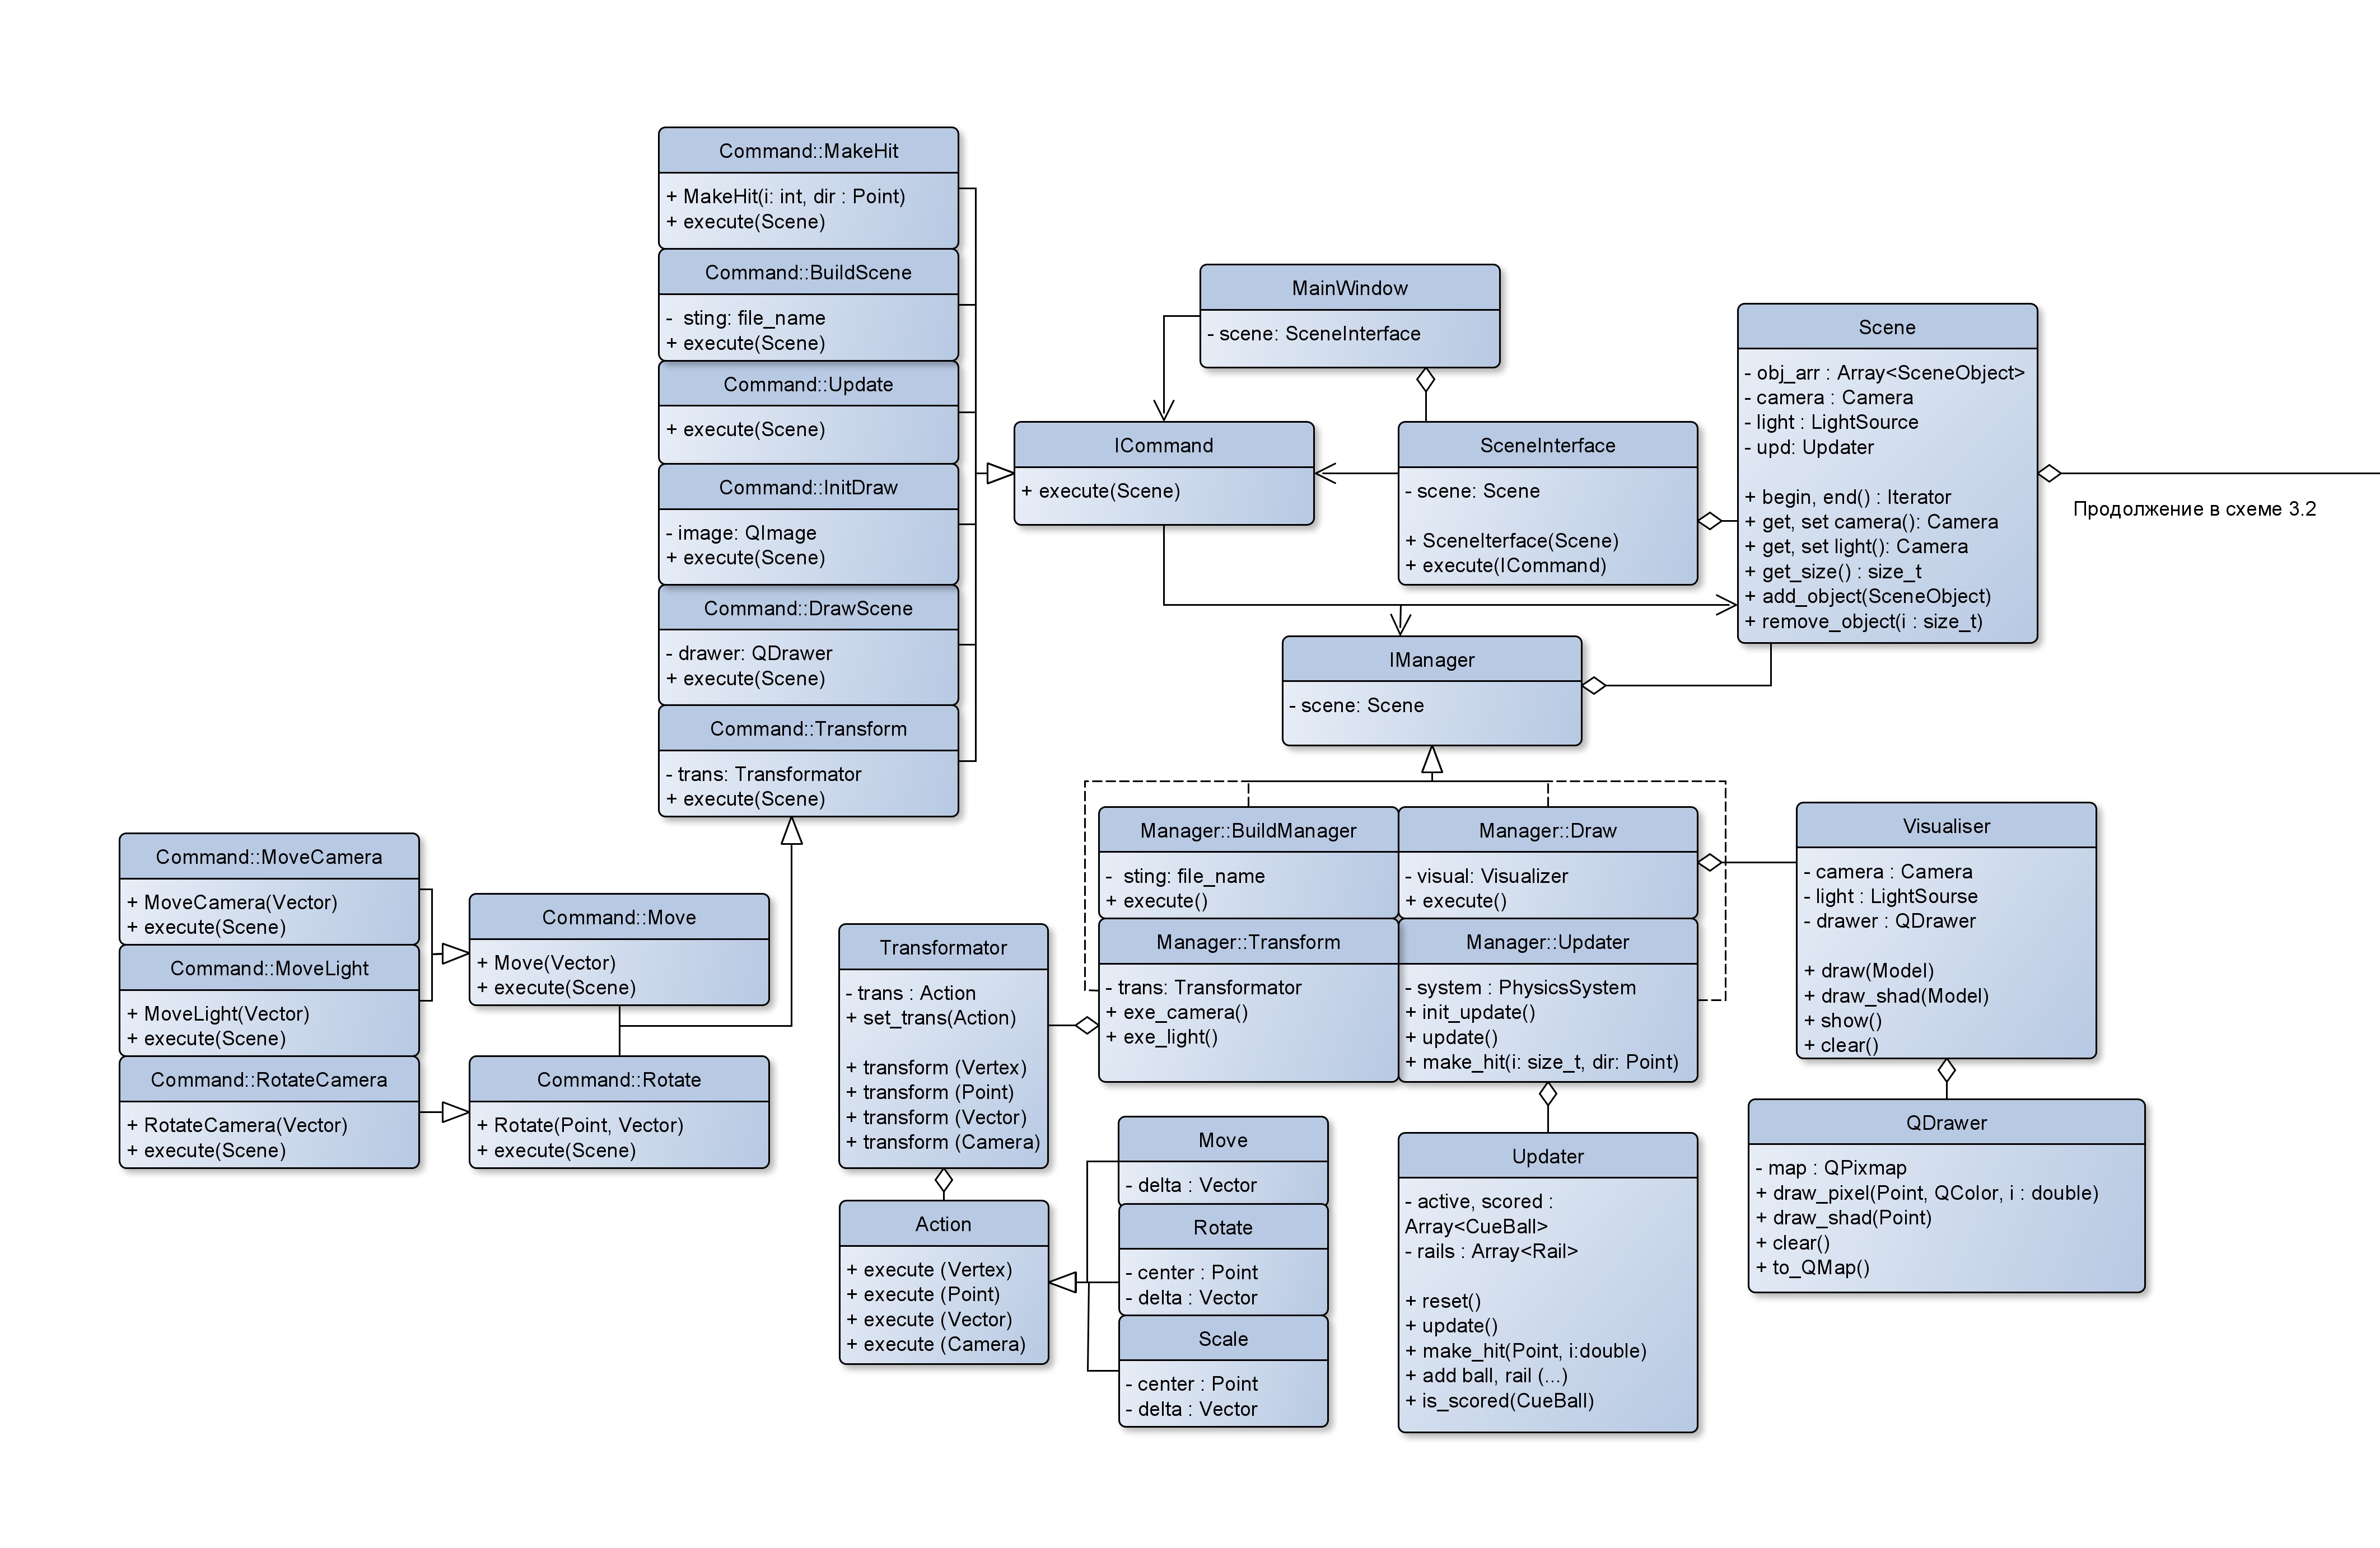 Command::MakeHit
+ MakeHit(i: int, dir : Point)
+ execute(Scene)
Command::BuildScene
-  sting: file_name
+ execute(Scene)
Command::Update
+ execute(Scene)
Command::InitDraw
- image: QImage
+ execute(Scene)
Command::DrawScene
- drawer: QDrawer
+ execute(Scene)
Command::Transform
- trans: Transformator
+ execute(Scene)
MainWindow
- scene: SceneInterface
ICommand
+ execute(Scene)
SceneInterface
- scene: Scene
+ SceneIterface(Scene)
+ execute(ICommand)
Scene
- obj_arr : Array<SceneObject>
- camera : Camera
- light : LightSource
- upd: Updater
+ begin, end() : Iterator
+ get, set camera(): Camera
+ get, set light(): Camera
+ get_size() : size_t
+ add_object(SceneObject)
+ remove_object(i : size_t)
Продолжение в схеме 3.2
IManager
- scene: Scene
Command::MoveCamera
+ MoveCamera(Vector)
+ execute(Scene)
Command::MoveLight
+ MoveLight(Vector)
+ execute(Scene)
Command::RotateCamera
+ RotateCamera(Vector)
+ execute(Scene)
Command::Move
+ Move(Vector)
+ execute(Scene)
Command::Rotate
+ Rotate(Point, Vector)
+ execute(Scene)
Transformator
- trans : Action
+ set_trans(Action)
+ transform (Vertex)
+ transform (Point)
+ transform (Vector)
+ transform (Camera)
Action
+ execute (Vertex)
+ execute (Point)
+ execute (Vector)
+ execute (Camera)
Manager::BuildManager
-  sting: file_name
+ execute()
Manager::Draw
- visual: Visualizer
+ execute()
Manager::Transform
- trans: Transformator
+ exe_camera()
+ exe_light()
Manager::Updater
- system : PhysicsSystem
+ init_update()
+ update()
+ make_hit(i: size_t, dir: Point)
Move
- delta : Vector
Rotate
- center : Point
- delta : Vector
Scale
- center : Point
- delta : Vector
Updater
- active, scored :
Array<CueBall>
- rails : Array<Rail>
+ reset()
+ update()
+ make_hit(Point, i:double)
+ add ball, rail (...)
+ is_scored(CueBall)
Visualiser
- camera : Camera
- light : LightSourse
- drawer : QDrawer
+ draw(Model)
+ draw_shad(Model)
+ show()
+ clear()
QDrawer
- map : QPixmap
+ draw_pixel(Point, QColor, i : double)
+ draw_shad(Point)
+ clear()
+ to_QMap()